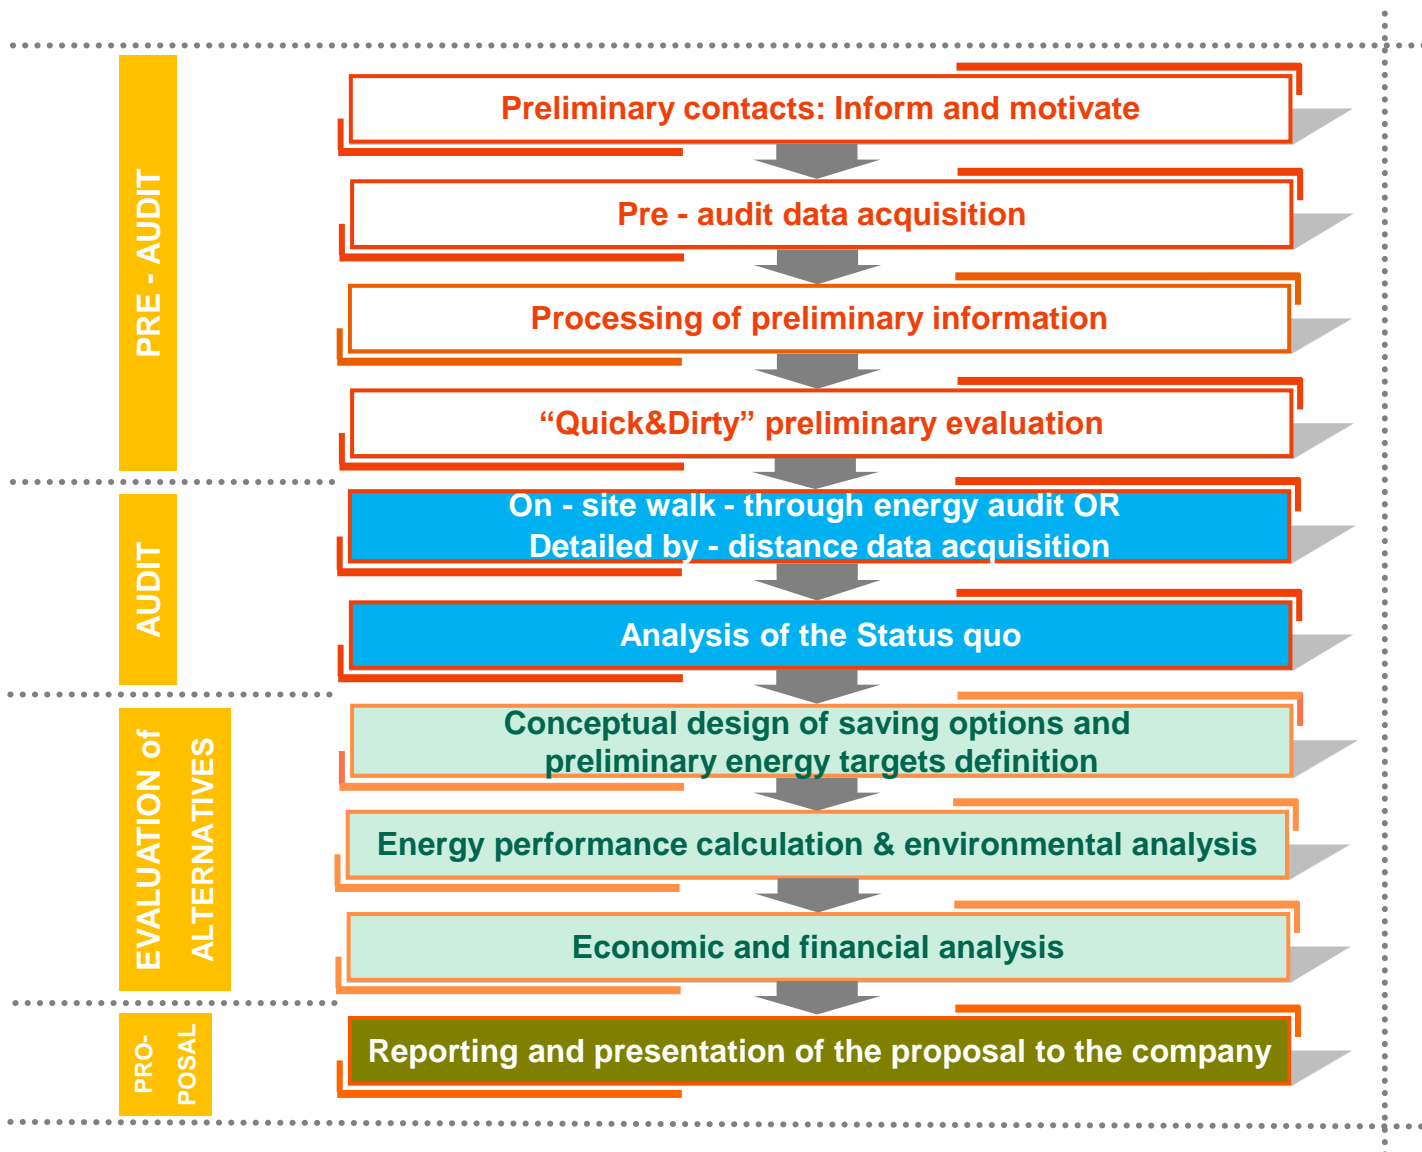 PRE - AUDIT
Preliminary contacts: Inform and motivate
Pre - audit data acquisition
Processing of preliminary information
“Quick&Dirty” preliminary evaluation
AUDIT
On - site walk - through energy audit OR
Detailed by - distance data acquisition
Analysis of the Status quo
EVALUATION of
ALTERNATIVES
Conceptual design of saving options and
preliminary energy targets definition
Energy performance calculation & environmental analysis
Economic and financial analysis
PRO-
POSAL
Reporting and presentation of the proposal to the company